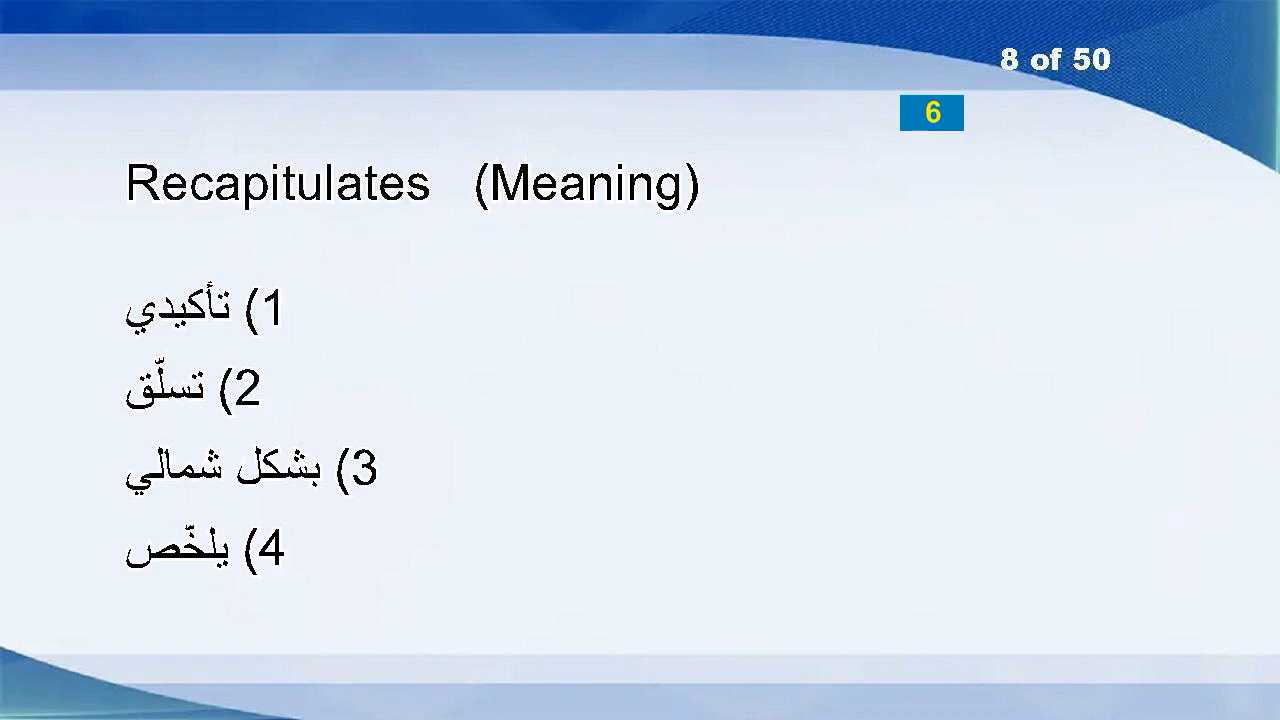 8 of 50
6
Recapitulates (Meaning)
1) تأكيدي
2) تسلّق
3) بشكل شمالي
4) يلخّص